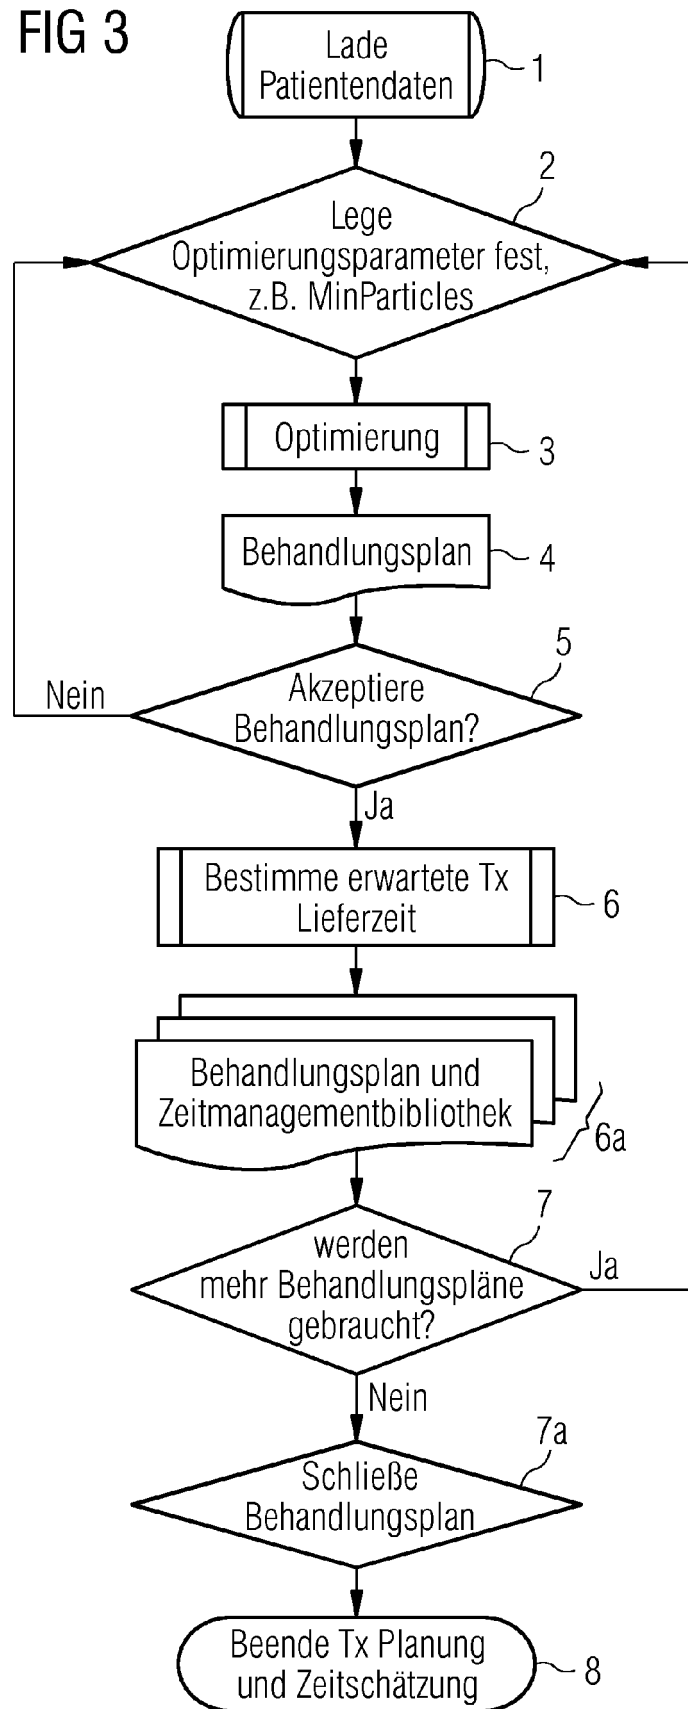 FIG 3
Lade
Patientendaten
1
2
Lege
Optimierungsparameter fest,
z.B. MinParticles
Optimierung
3
Behandlungsplan
4
5
Akzeptiere
Behandlungsplan?
Nein
Ja
Bestimme erwartete Tx
Lieferzeit
6
Behandlungsplan und
Zeitmanagementbibliothek
6a
7
werden
mehr Behandlungspläne
gebraucht?
Ja
Nein
7a
Schließe
Behandlungsplan
Beende Tx Planung
und Zeitschätzung
8